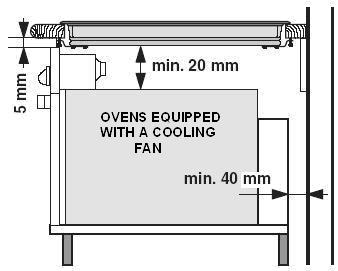 min. 20 mm
5 mm
OVENS EQUIPPED
WITH A COOLING
FAN
min. 40 mm